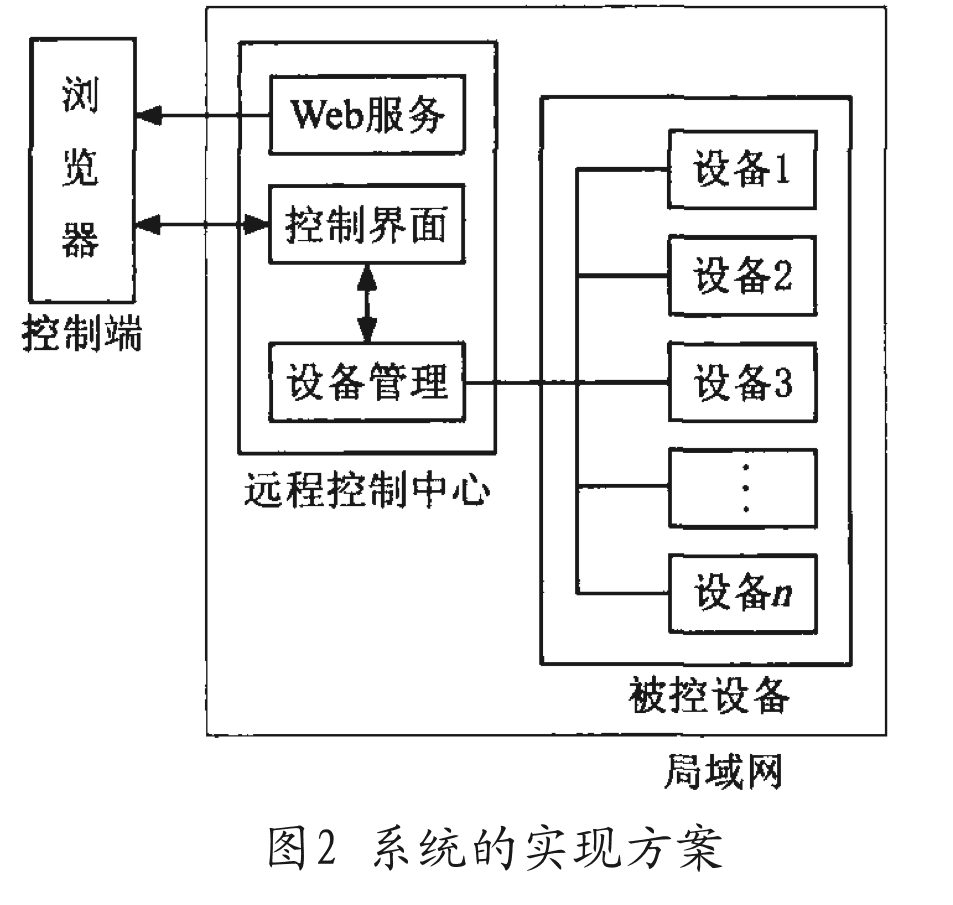 浏览器
控制端
Web服务
控制界面
设备管理
远程控制中心
设备1
设备2
设备3
⋮
设备n
被控设备
局域网
图2 系统的实现方案